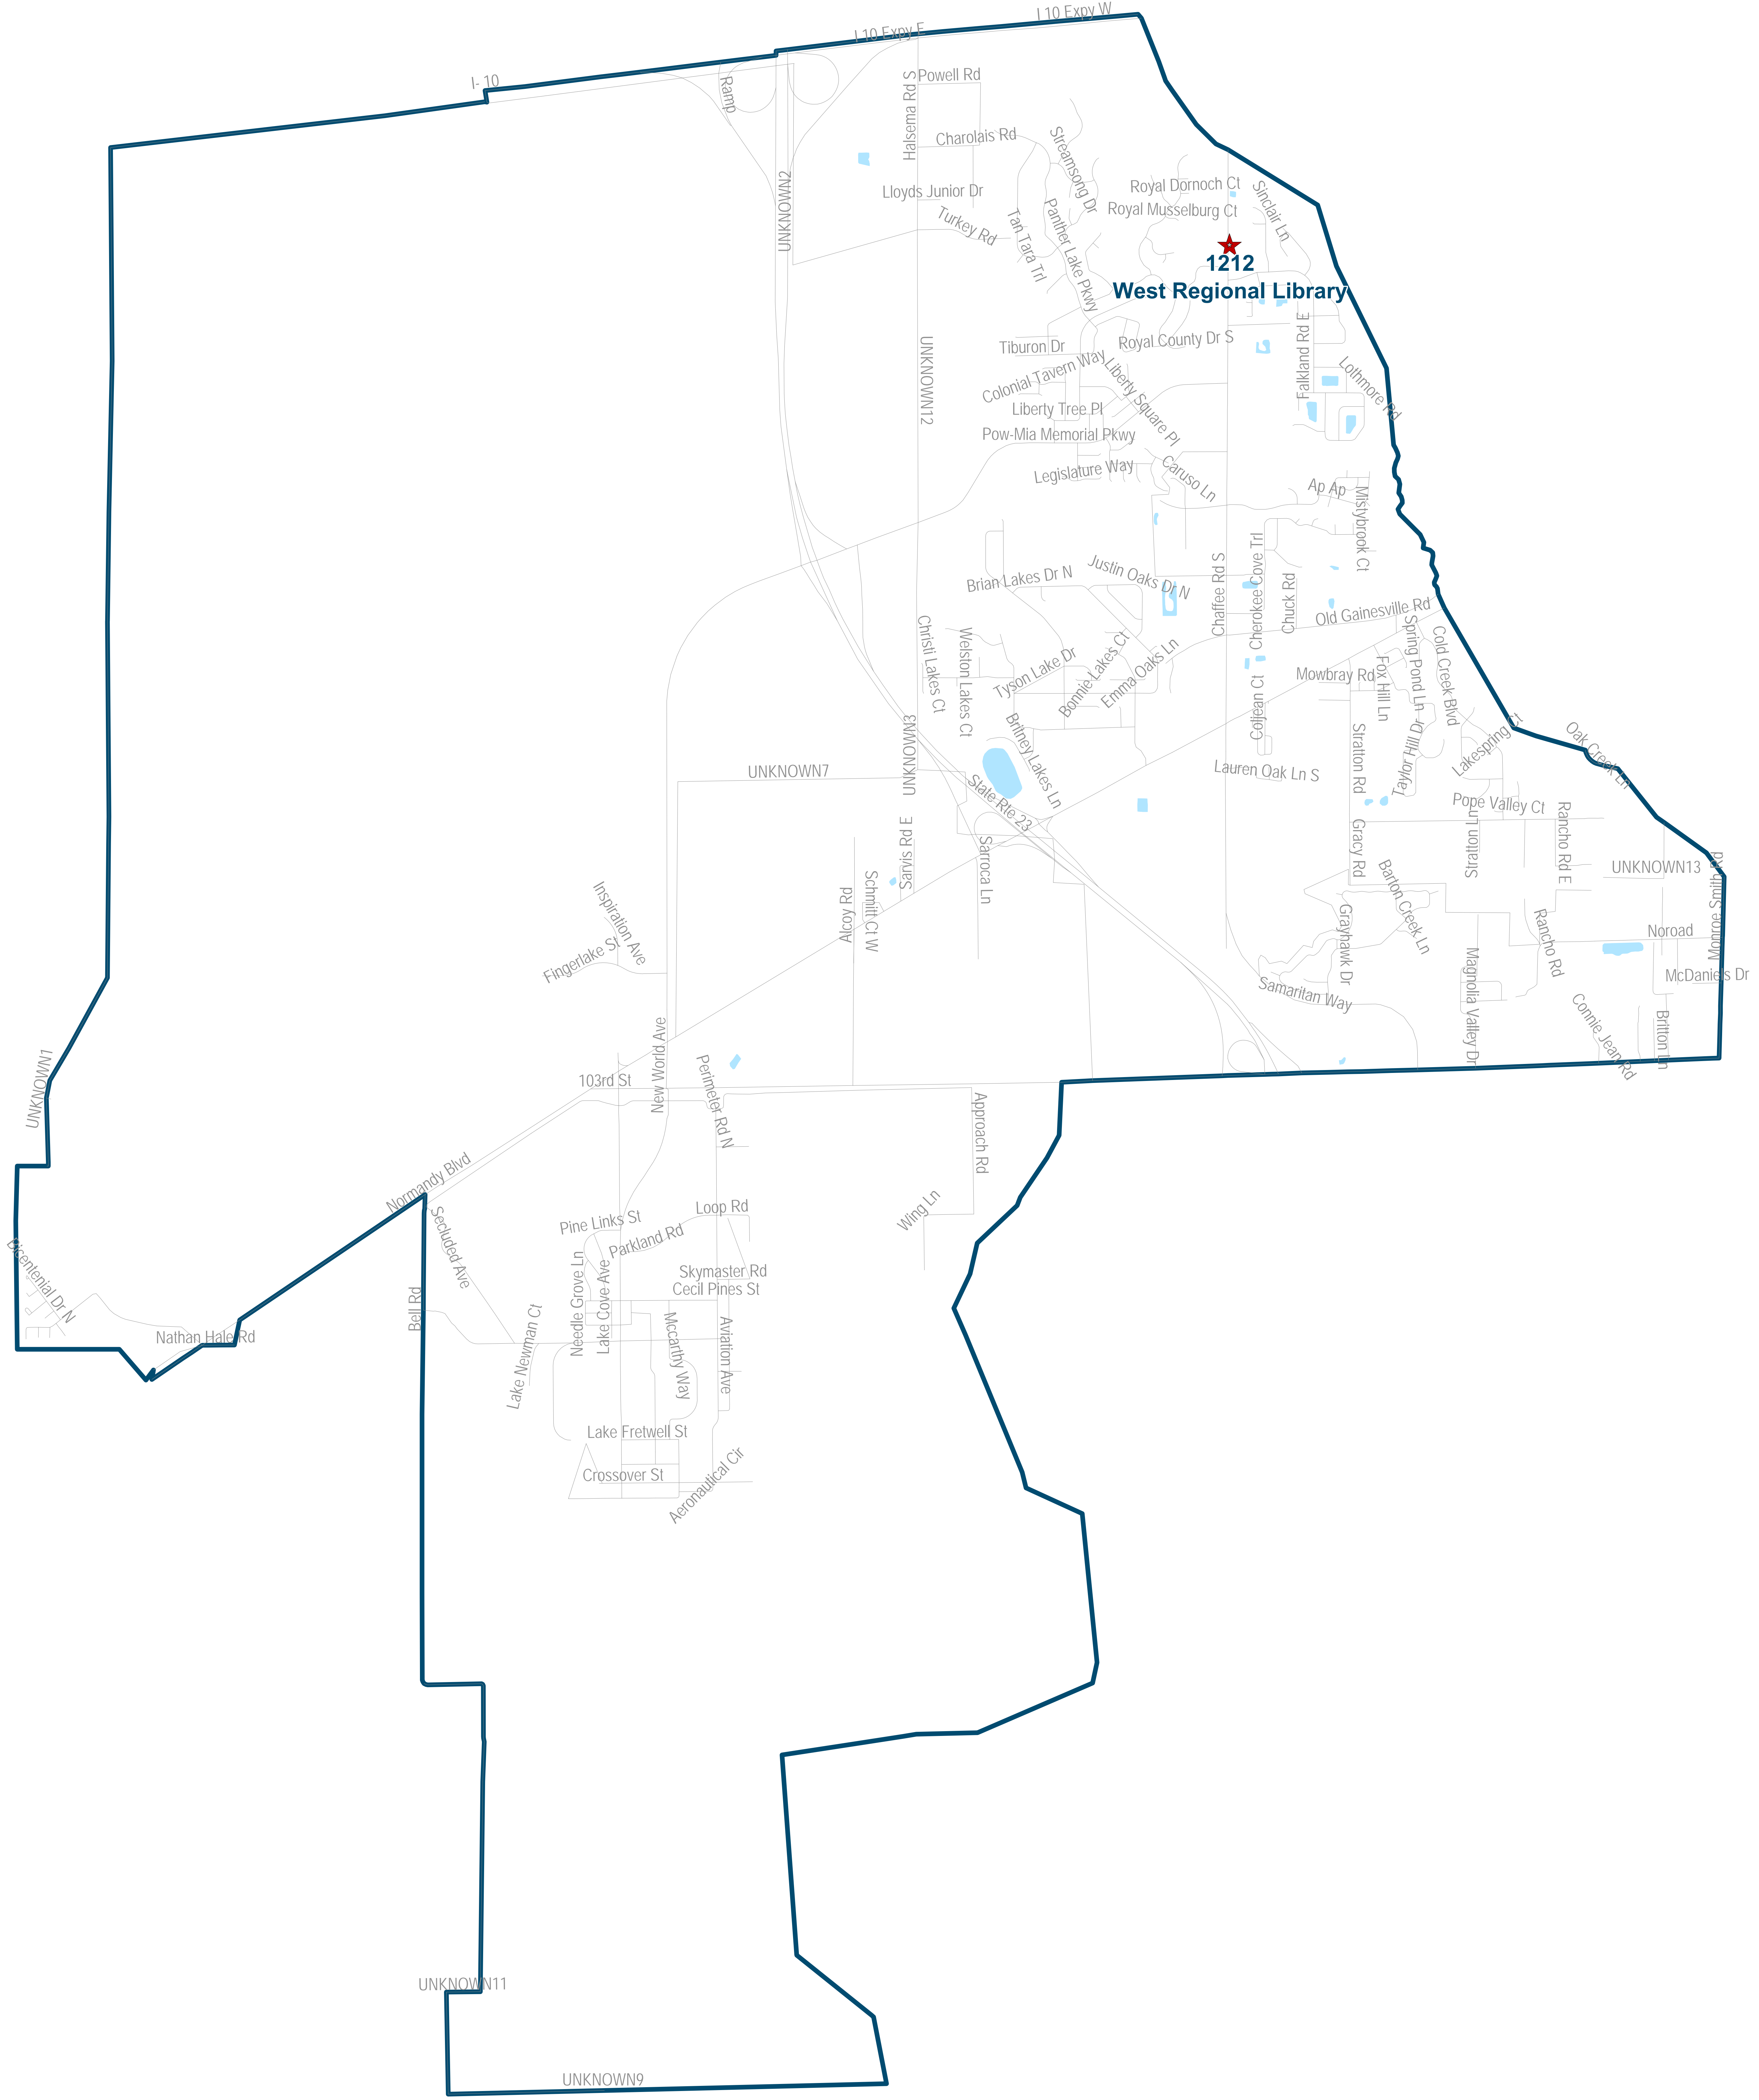 I 10 Expy W
I 10 Expy E
I- 10
Ramp
Halsema Rd S
Powell Rd
Charolais Rd
Streamsong Dr
UNKNOWN2
Lloyds Junior Dr
Turkey Rd
Tan Tara Trl
Panther Lake Pkwy
Royal Dornoch Ct
Royal Musselburg Ct
Sinclair Ln
1212
West Regional Library
UNKNOWN12
Tiburon Dr
Royal County Dr S
Falkland Rd E
Colonial Tavern Way
Liberty Square Pl
Lothmore Rd
Liberty Tree Pl
Pow-Mia Memorial Pkwy
Legislature Way
Caruso Ln
Ap Ap
Mistybrook Ct
Brian Lakes Dr N
Justin Oaks Dr N
Chaffee Rd S
Cherokee Cove Trl
Chuck Rd
Old Gainesville Rd
Christi Lakes Ct
Welston Lakes Ct
Tyson Lake Dr
Bonnie Lakes Ct
Emma Oaks Ln
Mowbray Rd
Fox Hill Ln
Spring Pond Ln
Cold Creek Blvd
Coljean Ct
UNKNOWN3
Britney Lakes Ln
Stratton Rd
Taylor Hill Dr
Lakespring Ct
Oak Creek Ln
UNKNOWN7
State Rte 23
Lauren Oak Ln S
Pope Valley Ct
Sarvis Rd E
Sarroca Ln
Gracy Rd
Stratton Ln
Rancho Rd E
UNKNOWN13
Monroe Smith Rd
Inspiration Ave
Alcoy Rd
Schmitt Ct W
Barton Creek Ln
Grayhawk Dr
Rancho Rd
Noroad
Fingerlake St
Samaritan Way
Magnolia Valley Dr
McDaniels Dr
Connie Jean Rd
Britton Ln
UNKNOWN1
New World Ave
103rd St
Perimeter Rd N
Approach Rd
Normandy Blvd
Secluded Ave
Pine Links St
Loop Rd
Parkland Rd
Wing Ln
Bicentenial Dr N
Nathan Hale Rd
Bell Rd
Needle Grove Ln
Lake Cove Ave
Skymaster Rd
Cecil Pines St
Lake Newman Ct
Mccarthy Way
Aviation Ave
Lake Fretwell St
Crossover St
Aeronautical Cir
UNKNOWN11
UNKNOWN9